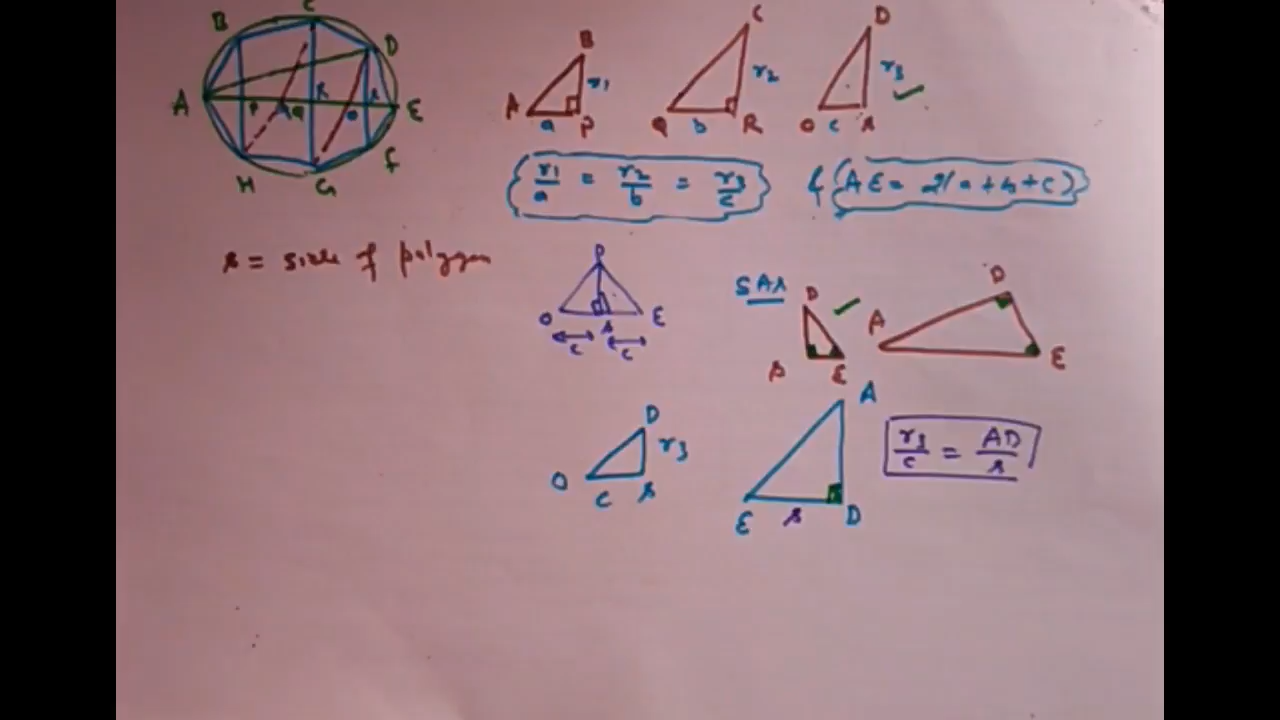 C
B
D
A P Q R O s E
H G F
B
A r1
a P
C
r2
Q b R
D
r3
O c s
r1/a = r2/b = r3/c & AE = 2(a+b+c)
s = side of polygon
D
O s E
c c
SAs
D
s E
D
A
E
D
r3
O c s
A
E s D
r3/c = AD/s